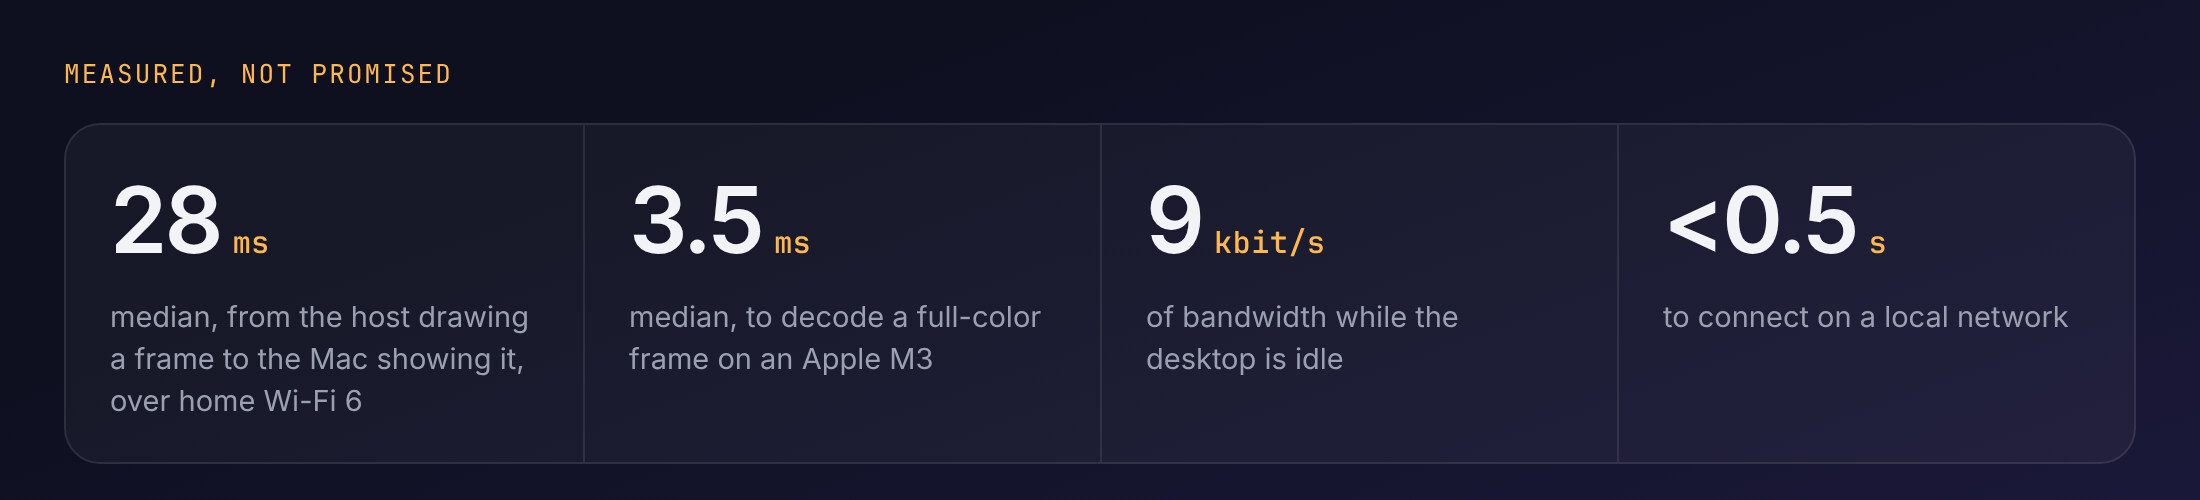 MEASURED, NOT PROMISED
28 ms
median, from the host drawing
a frame to the Mac showing it,
over home Wi-Fi 6
3.5 ms
median, to decode a full-color
frame on an Apple M3
9 kbit/s
of bandwidth while the
desktop is idle
<0.5 s
to connect on a local network